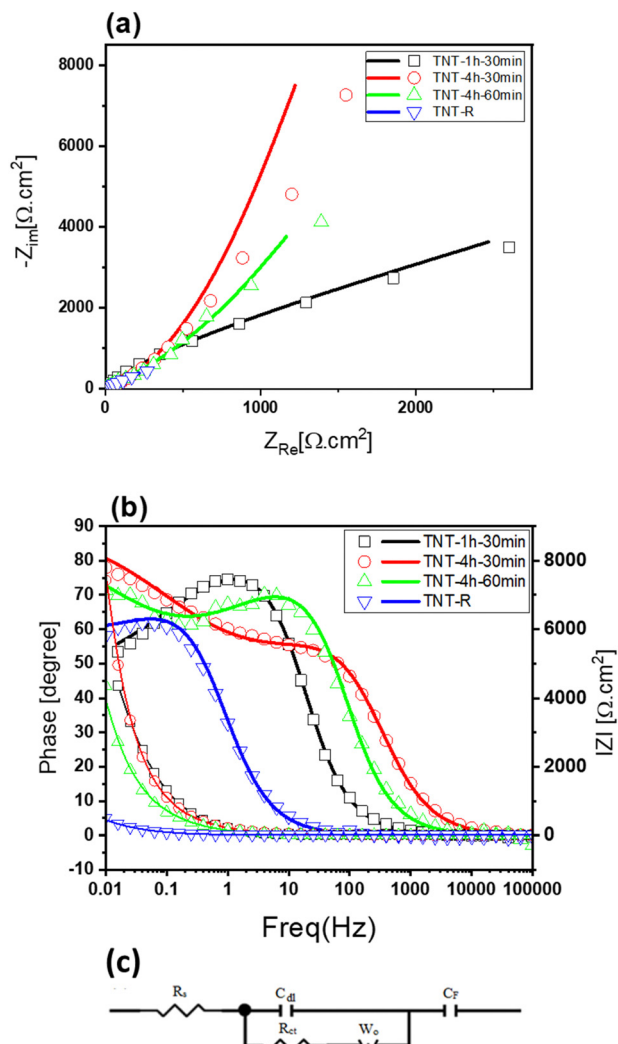 (a)
8000
6000
4000
2000
0
-Zim[Ω.cm2]
0
1000
2000
ZRe[Ω.cm2]
TNT-1h-30min
TNT-4h-30min
TNT-4h-60min
TNT-R
(b)
90
80
70
60
50
40
30
20
10
0
-10
Phase [degree]
0.01
0.1
1
10
100
1000
10000
100000
Freq(Hz)
8000
6000
4000
2000
0
|Z| [Ω.cm2]
TNT-1h-30min
TNT-4h-30min
TNT-4h-60min
TNT-R
(c)
Rs
Cdl
CF
Rct
Wo